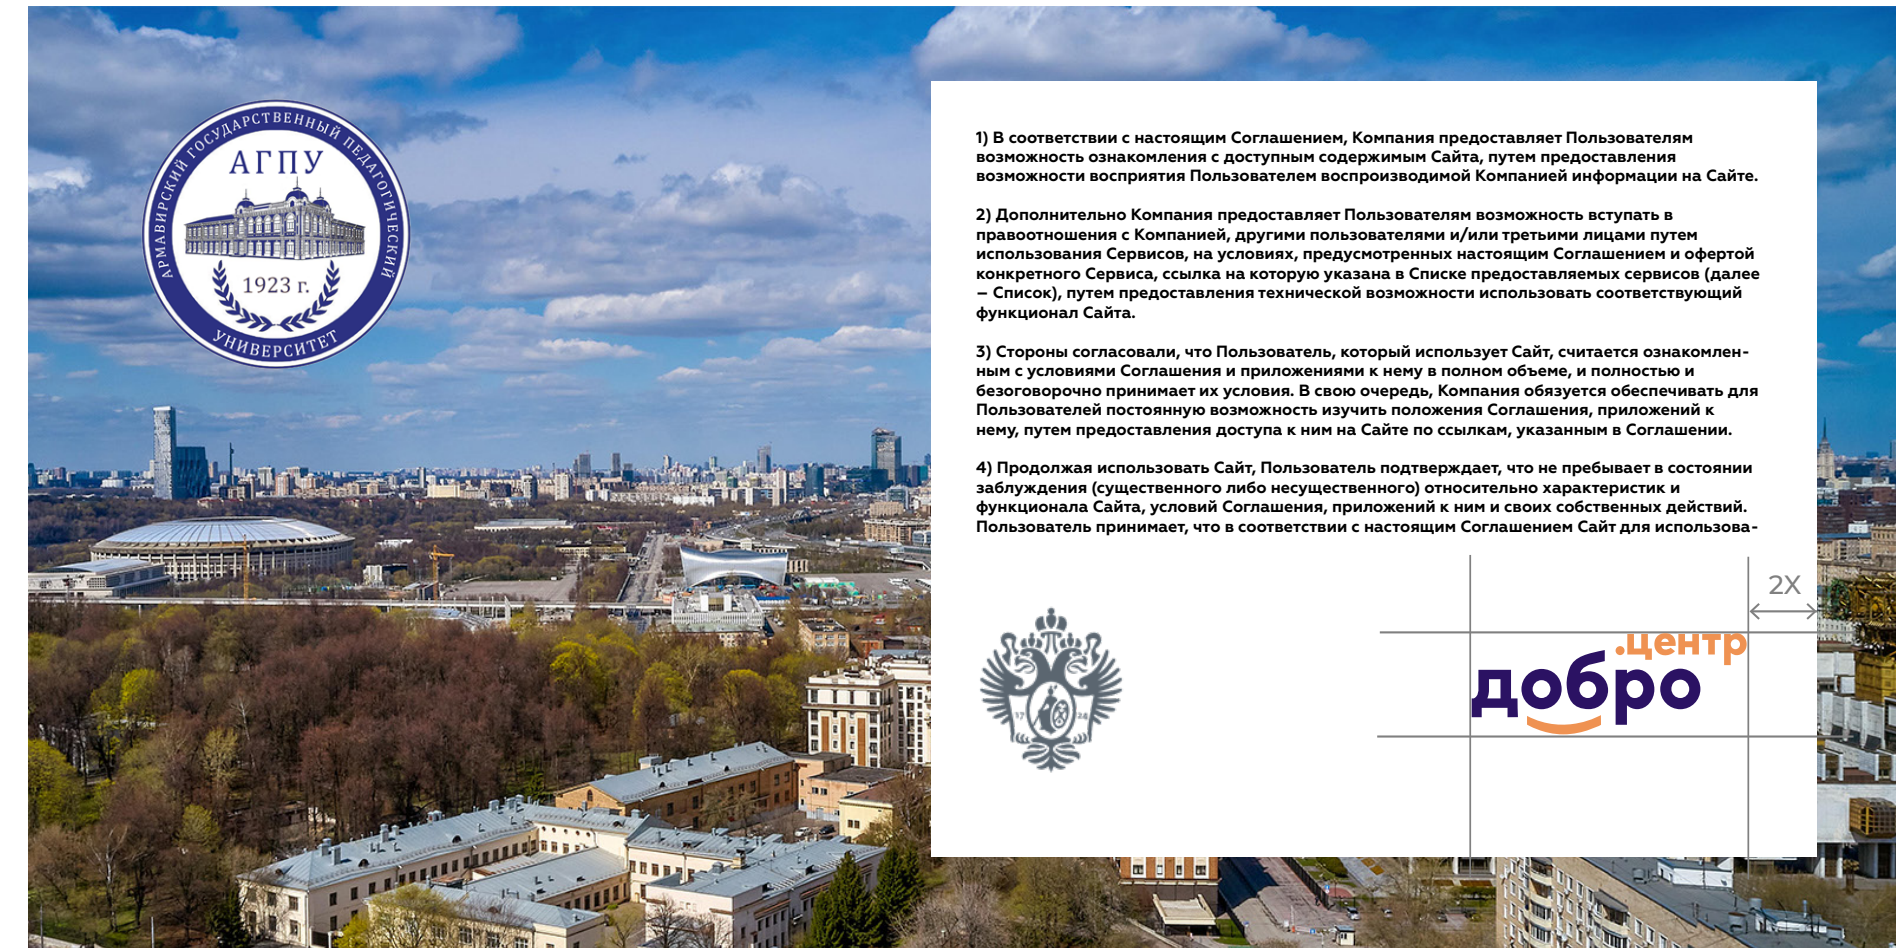 АРМАВИРСКИЙ ГОСУДАРСТВЕННЫЙ ПЕДАГОГИЧЕСКИЙ
АГПУ
1923 г.
УНИВЕРСИТЕТ
1) В соответствии с настоящим Соглашением, Компания предоставляет Пользователям
возможность ознакомления с доступным содержимым Сайта, путем предоставления
возможности восприятия Пользователем воспроизводимой Компанией информации на Сайте.
2) Дополнительно Компания предоставляет Пользователям возможность вступать в
правоотношения с Компанией, другими пользователями и/или третьими лицами путем
использования Сервисов, на условиях, предусмотренных настоящим Соглашением и офертой
конкретного Сервиса, ссылка на которую указана в Списке предоставляемых сервисов (далее
– Список), путем предоставления технической возможности использовать соответствующий
функционал Сайта.
3) Стороны согласовали, что Пользователь, который использует Сайт, считается ознакомлен-
ным с условиями Соглашения и приложениями к нему в полном объеме, и полностью и
безоговорочно принимает их условия. В свою очередь, Компания обязуется обеспечивать для
Пользователей постоянную возможность изучить положения Соглашения, приложений к
нему, путем предоставления доступа к ним на Сайте по ссылкам, указанным в Соглашении.
4) Продолжая использовать Сайт, Пользователь подтверждает, что не пребывает в состоянии
заблуждения (существенного либо несущественного) относительно характеристик и
функционала Сайта, условий Соглашения, приложений к ним и своих собственных действий.
Пользователь принимает, что в соответствии с настоящим Соглашением Сайт для использова-
2X
.центр
добро
17 24